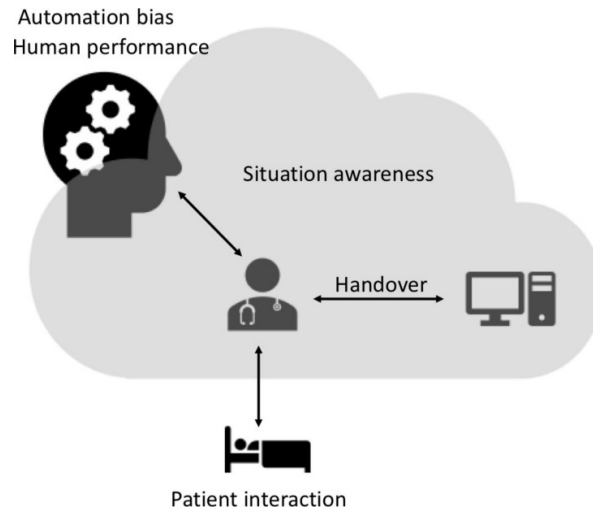 Automation bias
Human performance
Situation awareness
Handover
Patient interaction